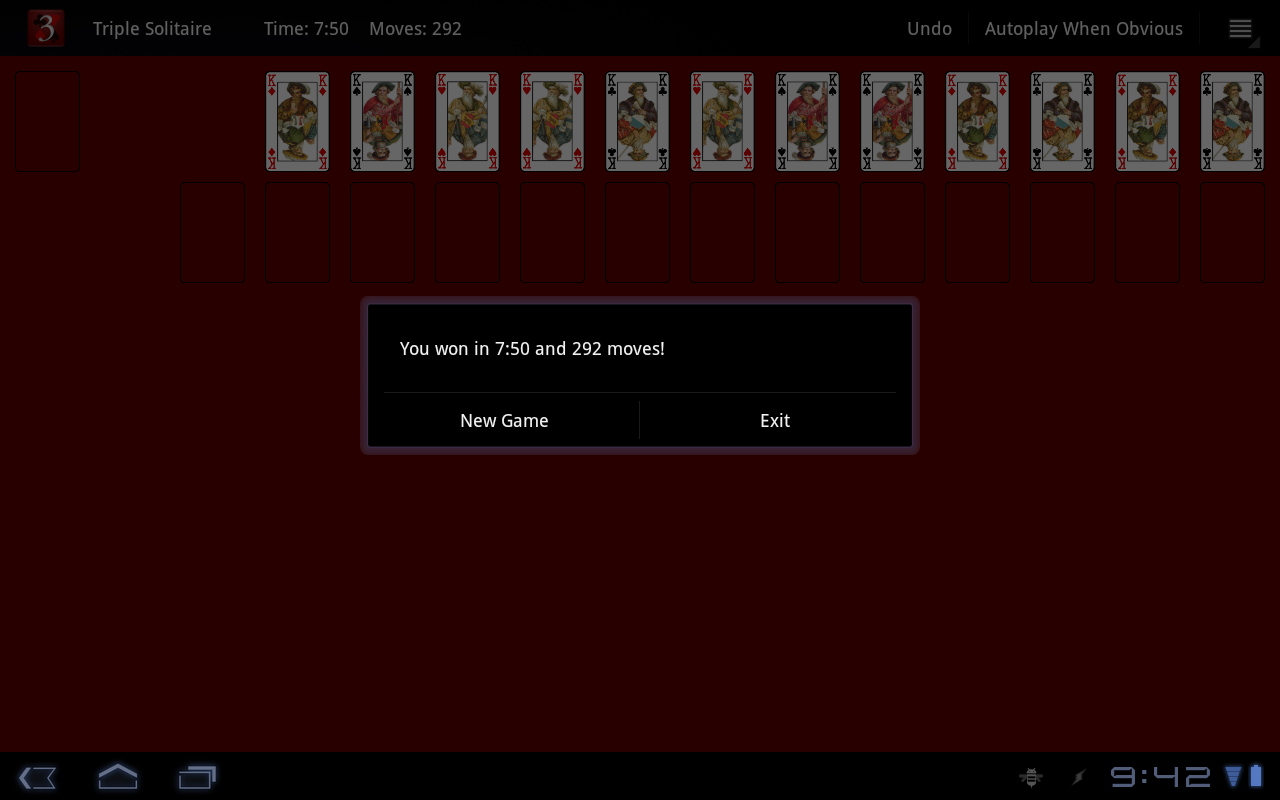 3 Triple Solitaire Time: 7:50 Moves: 292 Undo Autoplay When Obvious
K K K K K K K K K K K K K K K K K K K K K K K K
K K K K K K K K K K K K K K K K K K K K K K K K
You won in 7:50 and 292 moves!
New Game Exit
9:42